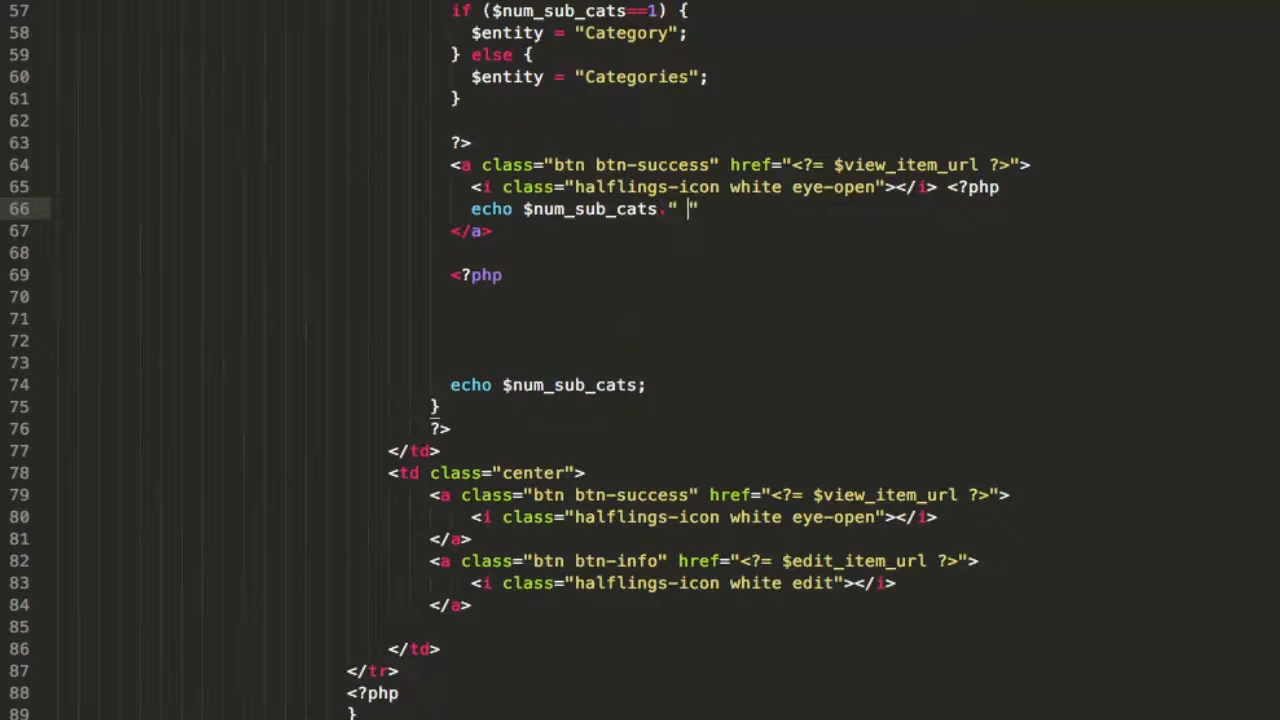 57 if ($num_sub_cats==1) {
58 $entity = "Category";
59 } else {
60 $entity = "Categories";
61 }
62
63 ?>
64 <a class="btn btn-success" href="<?= $view_item_url ?>">
65 <i class="halflings-icon white eye-open"></i> <?php
66 echo $num_sub_cats." "
67 </a>
68
69 <?php
70
71
72
73
74 echo $num_sub_cats;
75 }
76 ?>
77 </td>
78 <td class="center">
79 <a class="btn btn-success" href="<?= $view_item_url ?>">
80 <i class="halflings-icon white eye-open"></i>
81 </a>
82 <a class="btn btn-info" href="<?= $edit_item_url ?>">
83 <i class="halflings-icon white edit"></i>
84 </a>
85
86 </td>
87 </tr>
88 <?php
89 }